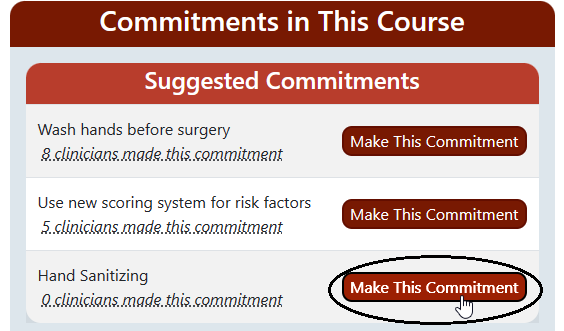 Commitments in This Course
Suggested Commitments
Wash hands before surgery
8 clinicians made this commitment
Make This Commitment
Use new scoring system for risk factors
5 clinicians made this commitment
Make This Commitment
Hand Sanitizing
0 clinicians made this commitment
Make This Commitment